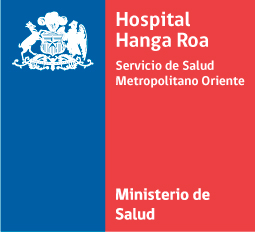 Hospital
Hanga Roa
Servicio de Salud
Metropolitano Oriente
Ministerio de
Salud